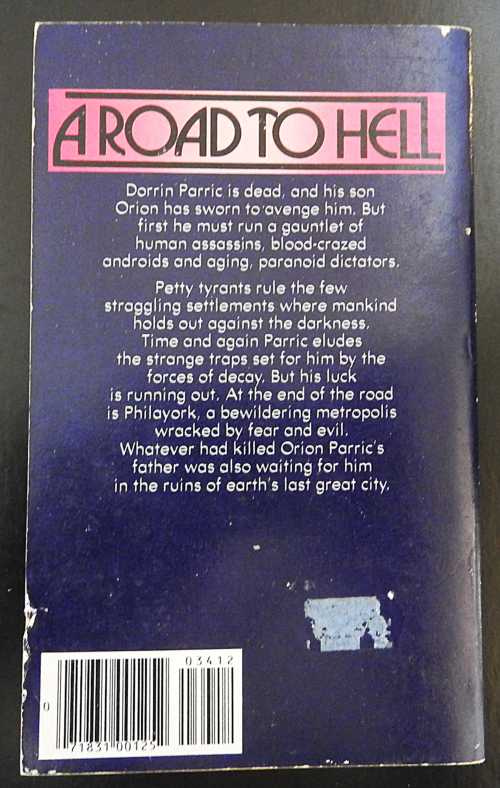 A ROAD TO HELL
Dorrin Parric is dead, and his son
Orion has sworn to avenge him. But
first he must run a gauntlet of
human assassins, blood-crazed
androids and aging, paranoid dictators.
Petty tyrants rule the few
straggling settlements where mankind
holds out against the darkness.
Time and again Parric eludes
the strange traps set for him by the
forces of decay. But his luck
is running out. At the end of the road
is Philayork, a bewildering metropolis
wracked by fear and evil.
Whatever had killed Orion Parric's
father was also waiting for him
in the ruins of earth's last great city.
03412
0 71831 00125